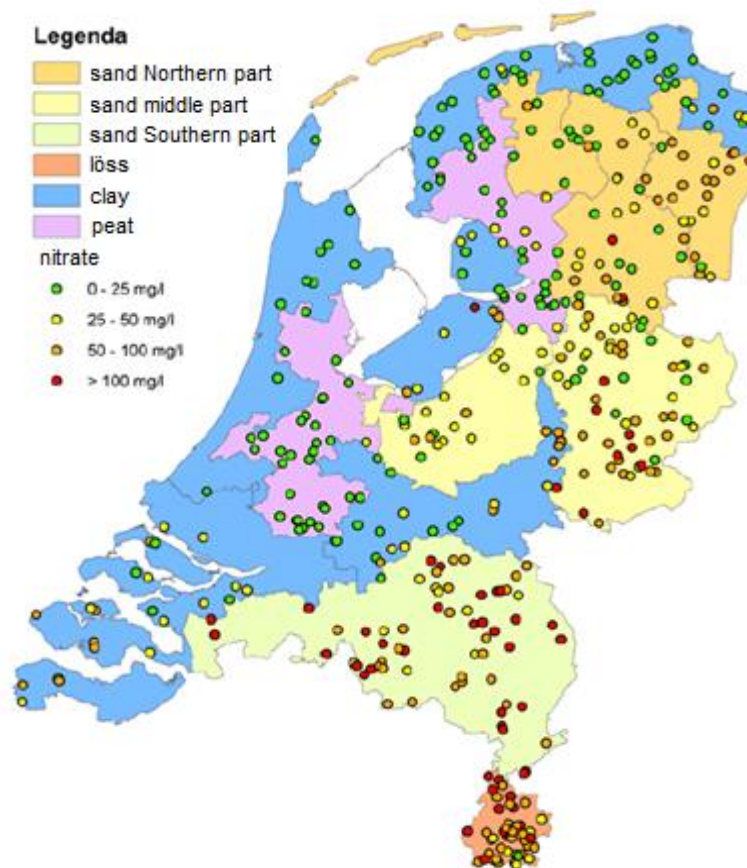 Legenda
sand Northern part
sand middle part
sand Southern part
löss
clay
peat
nitrate
0 - 25 mg/l
25 - 50 mg/l
50 - 100 mg/l
> 100 mg/l